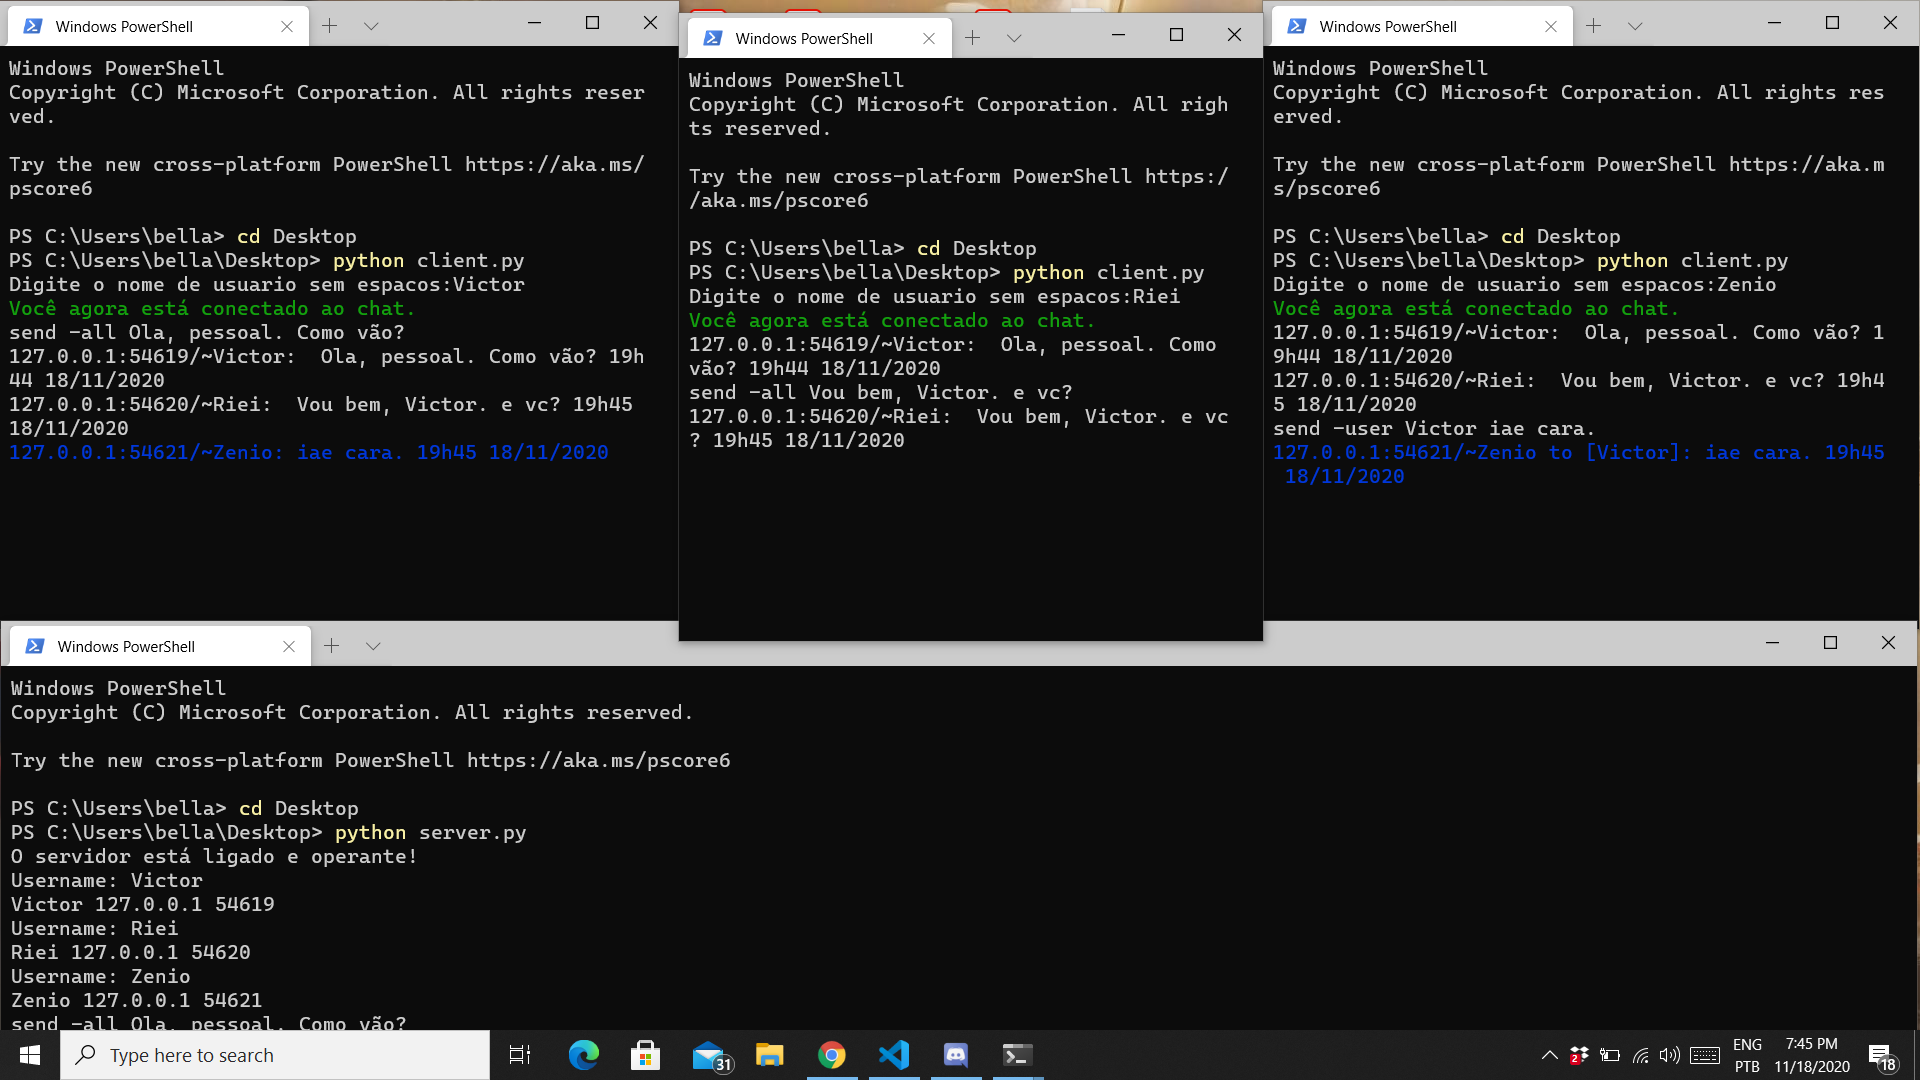 Windows PowerShell
Windows PowerShell
Copyright (C) Microsoft Corporation. All rights reser
ved.
Try the new cross-platform PowerShell https://aka.ms/
pscore6
PS C:\Users\bella> cd Desktop
PS C:\Users\bella\Desktop> python client.py
Digite o nome de usuario sem espacos:Victor
Você agora está conectado ao chat.
send -all Ola, pessoal. Como vão?
127.0.0.1:54619/~Victor:  Ola, pessoal. Como vão? 19h
44 18/11/2020
127.0.0.1:54620/~Riei:  Vou bem, Victor. e vc? 19h45
18/11/2020
127.0.0.1:54621/~Zenio: iae cara. 19h45 18/11/2020
Windows PowerShell
Windows PowerShell
Copyright (C) Microsoft Corporation. All righ
ts reserved.
Try the new cross-platform PowerShell https:/
/aka.ms/pscore6
PS C:\Users\bella> cd Desktop
PS C:\Users\bella\Desktop> python client.py
Digite o nome de usuario sem espacos:Riei
Você agora está conectado ao chat.
127.0.0.1:54619/~Victor:  Ola, pessoal. Como
vão? 19h44 18/11/2020
send -all Vou bem, Victor. e vc?
127.0.0.1:54620/~Riei:  Vou bem, Victor. e vc
? 19h45 18/11/2020
Windows PowerShell
Windows PowerShell
Copyright (C) Microsoft Corporation. All rights res
erved.
Try the new cross-platform PowerShell https://aka.m
s/pscore6
PS C:\Users\bella> cd Desktop
PS C:\Users\bella\Desktop> python client.py
Digite o nome de usuario sem espacos:Zenio
Você agora está conectado ao chat.
127.0.0.1:54619/~Victor:  Ola, pessoal. Como vão? 1
9h44 18/11/2020
127.0.0.1:54620/~Riei:  Vou bem, Victor. e vc? 19h4
5 18/11/2020
send -user Victor iae cara.
127.0.0.1:54621/~Zenio to [Victor]: iae cara. 19h45
18/11/2020
Windows PowerShell
Windows PowerShell
Copyright (C) Microsoft Corporation. All rights reserved.
Try the new cross-platform PowerShell https://aka.ms/pscore6
PS C:\Users\bella> cd Desktop
PS C:\Users\bella\Desktop> python server.py
O servidor está ligado e operante!
Username: Victor
Victor 127.0.0.1 54619
Username: Riei
Riei 127.0.0.1 54620
Username: Zenio
Zenio 127.0.0.1 54621
send -all Ola, pessoal. Como vão?
Type here to search
31
2
ENG
PTB
7:45 PM
11/18/2020
18